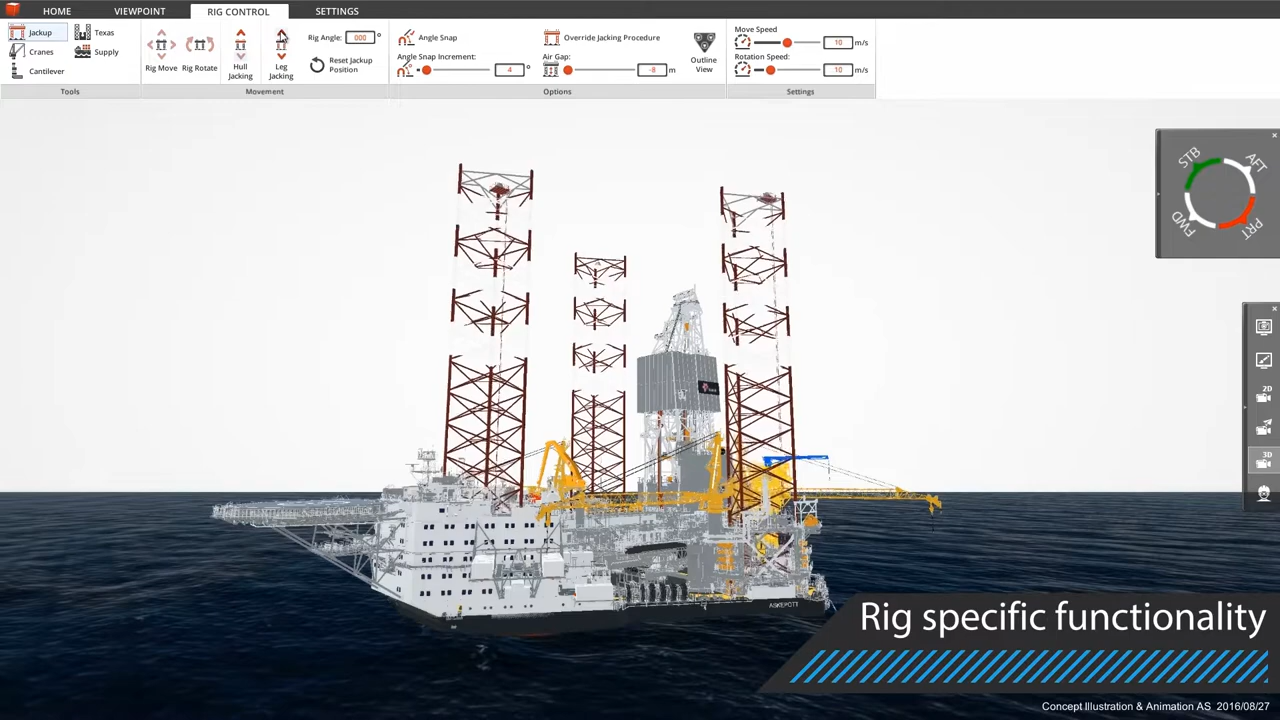 HOME VIEWPOINT RIG CONTROL SETTINGS
Jackup Texas
Cranes Supply
Cantilever
Tools
Rig Move Rig Rotate Hull Jacking Leg Jacking
Rig Angle: 000 °
Reset Jackup Position
Movement
Angle Snap
Angle Snap Increment:
4 °
Override Jacking Procedure
Air Gap:
-8 m
Outline View
Options
Move Speed
10 m/s
Rotation Speed:
10 m/s
Settings
STB AFT
FWD PRT
2D
3D
ASKEPOTT
Rig specific functionality
Concept Illustration & Animation AS 2016/08/27